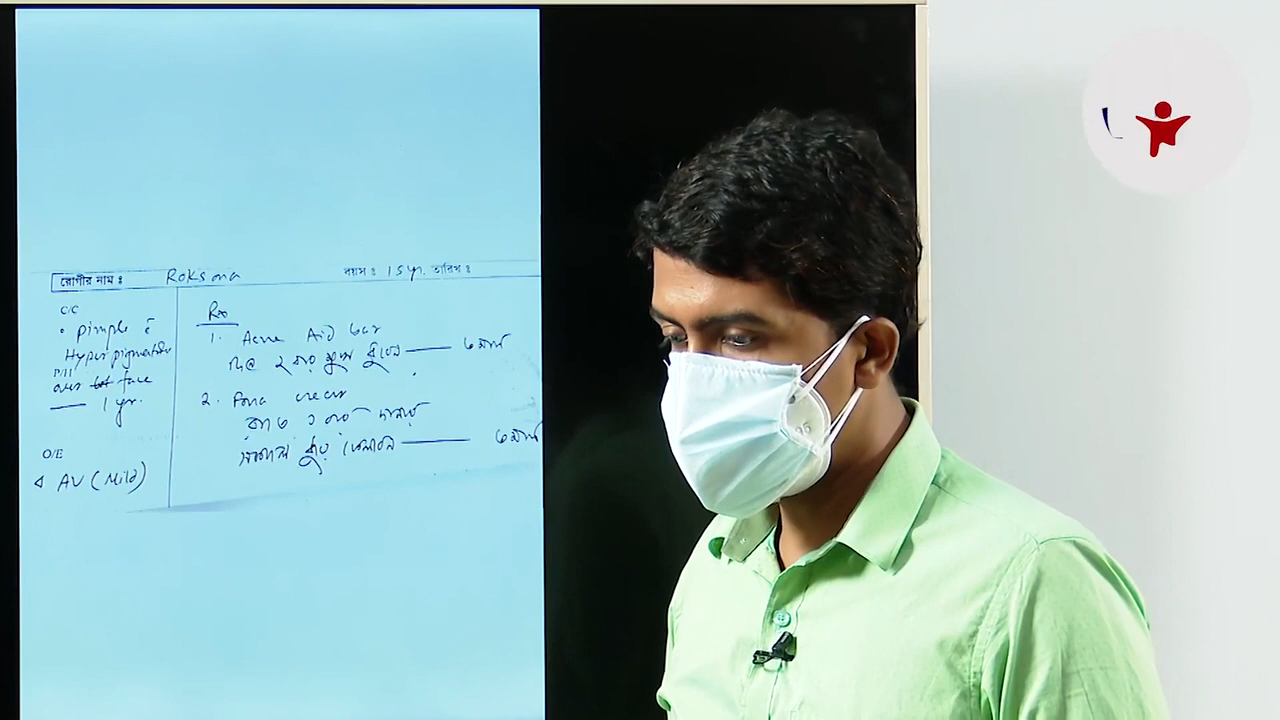 রোগীর নাম : Roksana বয়স : 15 yr. তারিখ :
C/C
• Pimple c̄
Hyperpigmentation
P/H
over face
— 1 yr.
O/E
AV (Mild)
Rx
1. Acne Aid bar
২ বার মুখ ধুবেন — ৬ মাস
2. cream
রাতে ১ বার
সকালে ধুয়ে ফেলবেন — ৬ মাস